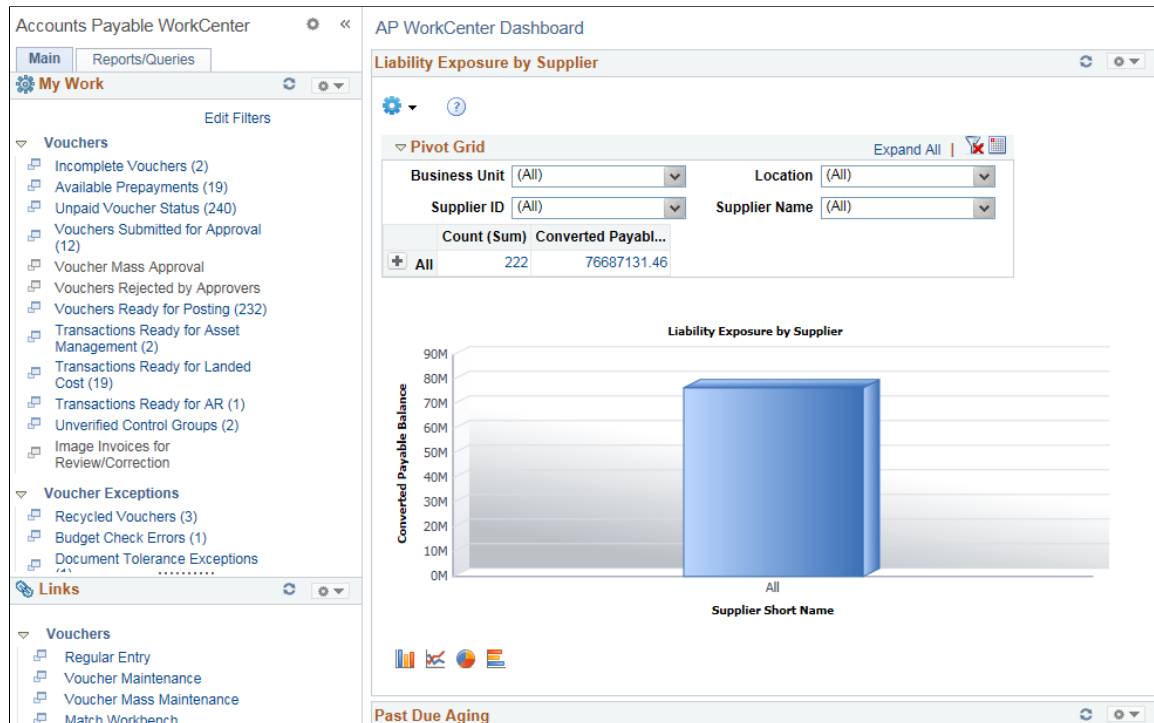 Accounts Payable WorkCenter
Main
Reports/Queries
My Work
Edit Filters
Vouchers
Incomplete Vouchers (2)
Available Prepayments (19)
Unpaid Voucher Status (240)
Vouchers Submitted for Approval
(12)
Voucher Mass Approval
Vouchers Rejected by Approvers
Vouchers Ready for Posting (232)
Transactions Ready for Asset
Management (2)
Transactions Ready for Landed
Cost (19)
Transactions Ready for AR (1)
Unverified Control Groups (2)
Image Invoices for
Review/Correction
Voucher Exceptions
Recycled Vouchers (3)
Budget Check Errors (1)
Document Tolerance Exceptions
Links
Vouchers
Regular Entry
Voucher Maintenance
Voucher Mass Maintenance
Match Workbench
AP WorkCenter Dashboard
Liability Exposure by Supplier
Pivot Grid
Expand All |
Business Unit (All) Location (All)
Supplier ID (All) Supplier Name (All)
Count (Sum) Converted Payabl...
All 222 76687131.46
Liability Exposure by Supplier
Converted Payable Balance
90M
80M
70M
60M
50M
40M
30M
20M
10M
0M
All
Supplier Short Name
Past Due Aging